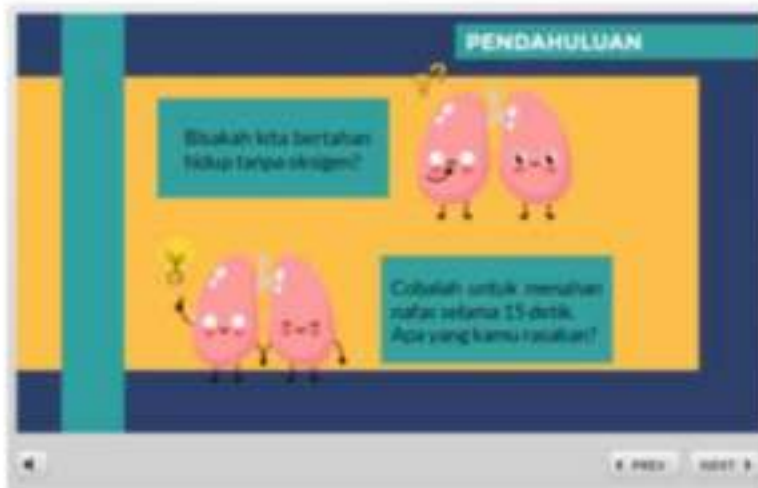 PENDAHULUAN
Bisakah kita bertahan
hidup tanpa oksigen?
Cobalah untuk menahan
nafas selama 15 detik.
Apa yang kamu rasakan?
PREV
NEXT